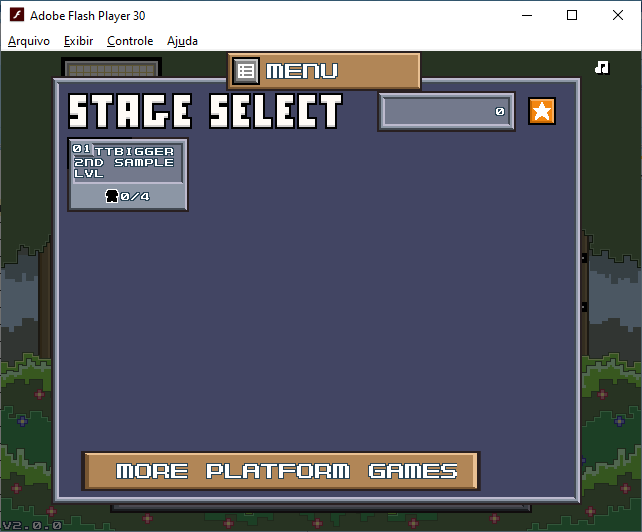 Adobe Flash Player 30
Arquivo Exibir Controle Ajuda
MENU
STAGE SELECT
0
01 TTBIGGER
2ND SAMPLE
LVL
0/4
MORE PLATFORM GAMES
V2.0.0